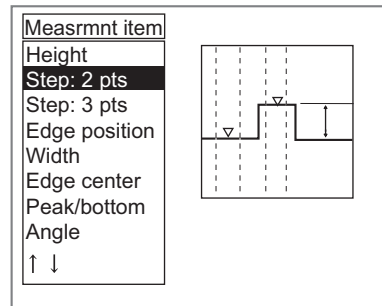 Measrmnt item
Height
Step: 2 pts
Step: 3 pts
Edge position
Width
Edge center
Peak/bottom
Angle
↑ ↓